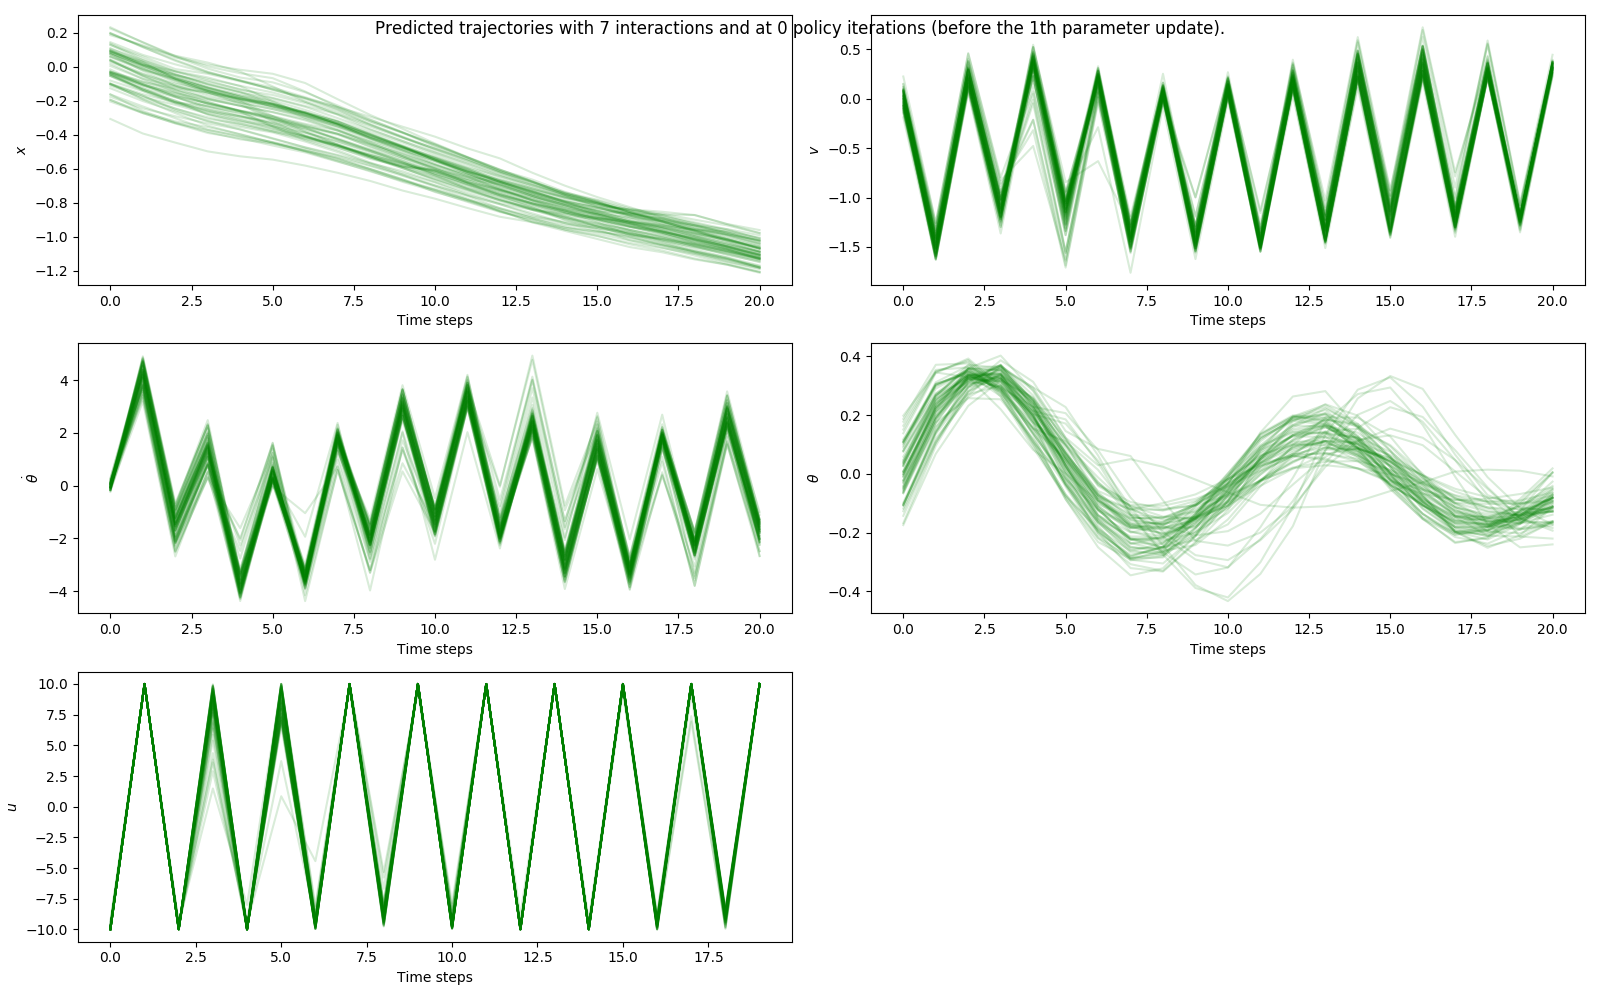 Predicted trajectories with 7 interactions and at 0 policy iterations (before the 1th parameter update).
0.2
0.0
−0.2
−0.4
−0.6
−0.8
−1.0
−1.2
x
0.0 2.5 5.0 7.5 10.0 12.5 15.0 17.5 20.0
Time steps
0.5
0.0
−0.5
−1.0
−1.5
v
0.0 2.5 5.0 7.5 10.0 12.5 15.0 17.5 20.0
Time steps
4
2
0
−2
−4
θ̇
0.0 2.5 5.0 7.5 10.0 12.5 15.0 17.5 20.0
Time steps
0.4
0.2
0.0
−0.2
−0.4
θ
0.0 2.5 5.0 7.5 10.0 12.5 15.0 17.5 20.0
Time steps
10.0
7.5
5.0
2.5
0.0
−2.5
−5.0
−7.5
−10.0
u
0.0 2.5 5.0 7.5 10.0 12.5 15.0 17.5
Time steps